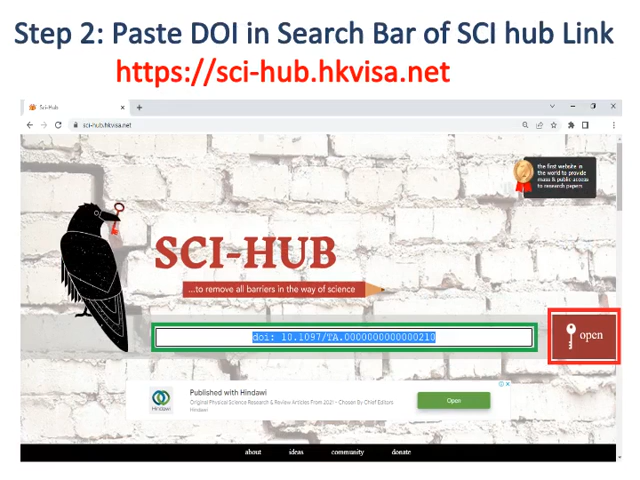 Step 2: Paste DOI in Search Bar of SCI hub Link
https://sci-hub.hkvisa.net
Sci-Hub
sci-hub.hkvisa.net
the first website in
the world to provide
mass & public access
to research papers
SCI-HUB
...to remove all barriers in the way of science
doi: 10.1097/TA.0000000000000210
open
Published with Hindawi
Original Physical Science Research & Review Articles From 2021 - Chosen By Chief Editors
Hindawi
Open
Hindawi
about ideas community donate